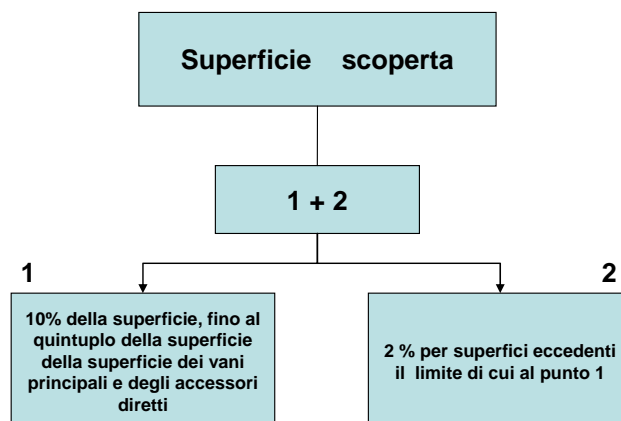 Superficie scoperta
1 + 2
1
2
10% della superficie, fino al
quintuplo della superficie
della superficie dei vani
principali e degli accessori
diretti
2 % per superfici eccedenti
il limite di cui al punto 1